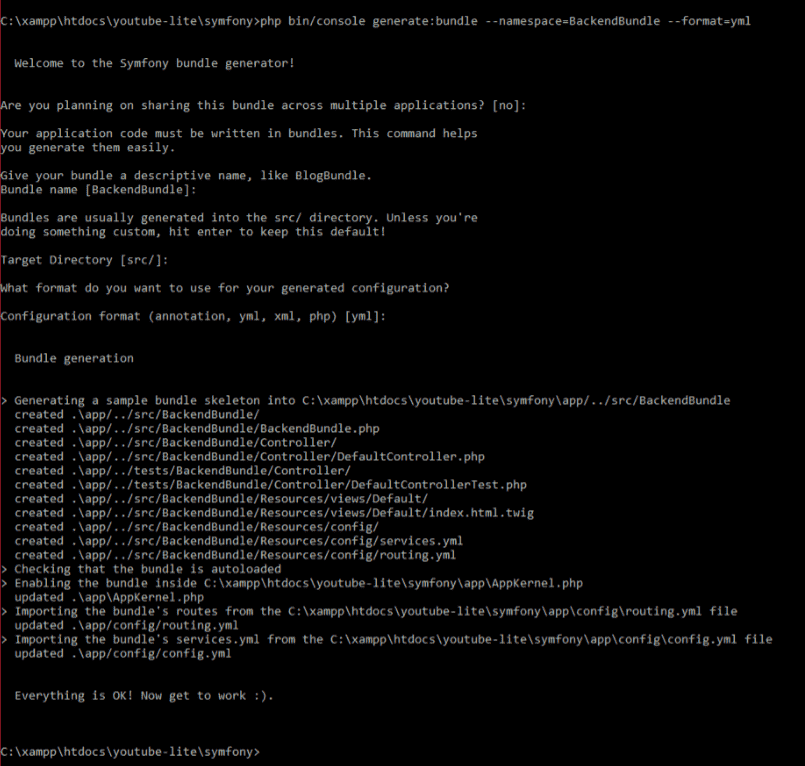 C:\xampp\htdocs\youtube-lite\symfony>php bin/console generate:bundle --namespace=BackendBundle --format=yml
Welcome to the Symfony bundle generator!
Are you planning on sharing this bundle across multiple applications? [no]:
Your application code must be written in bundles. This command helps
you generate them easily.
Give your bundle a descriptive name, like BlogBundle.
Bundle name [BackendBundle]:
Bundles are usually generated into the src/ directory. Unless you're
doing something custom, hit enter to keep this default!
Target Directory [src/]:
What format do you want to use for your generated configuration?
Configuration format (annotation, yml, xml, php) [yml]:
Bundle generation
> Generating a sample bundle skeleton into C:\xampp\htdocs\youtube-lite\symfony\app/../src/BackendBundle
created .\app/../src/BackendBundle/
created .\app/../src/BackendBundle/BackendBundle.php
created .\app/../src/BackendBundle/Controller/
created .\app/../src/BackendBundle/Controller/DefaultController.php
created .\app/../tests/BackendBundle/Controller/
created .\app/../tests/BackendBundle/Controller/DefaultControllerTest.php
created .\app/../src/BackendBundle/Resources/views/Default/
created .\app/../src/BackendBundle/Resources/views/Default/index.html.twig
created .\app/../src/BackendBundle/Resources/config/
created .\app/../src/BackendBundle/Resources/config/services.yml
created .\app/../src/BackendBundle/Resources/config/routing.yml
> Checking that the bundle is autoloaded
> Enabling the bundle inside C:\xampp\htdocs\youtube-lite\symfony\app\AppKernel.php
updated .\app\AppKernel.php
> Importing the bundle's routes from the C:\xampp\htdocs\youtube-lite\symfony\app\config\routing.yml file
updated .\app/config/routing.yml
> Importing the bundle's services.yml from the C:\xampp\htdocs\youtube-lite\symfony\app\config\config.yml file
updated .\app/config/config.yml
Everything is OK! Now get to work :).
C:\xampp\htdocs\youtube-lite\symfony>